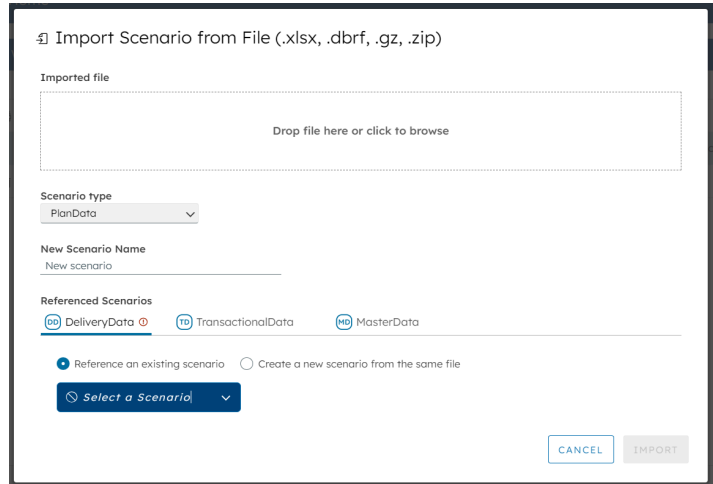 Import Scenario from File (.xlsx, .dbrf, .gz, .zip)
Imported file
Drop file here or click to browse
Scenario type
PlanData
New Scenario Name
New scenario
Referenced Scenarios
DD DeliveryData TD TransactionalData MD MasterData
Reference an existing scenario Create a new scenario from the same file
Select a Scenario
CANCEL IMPORT